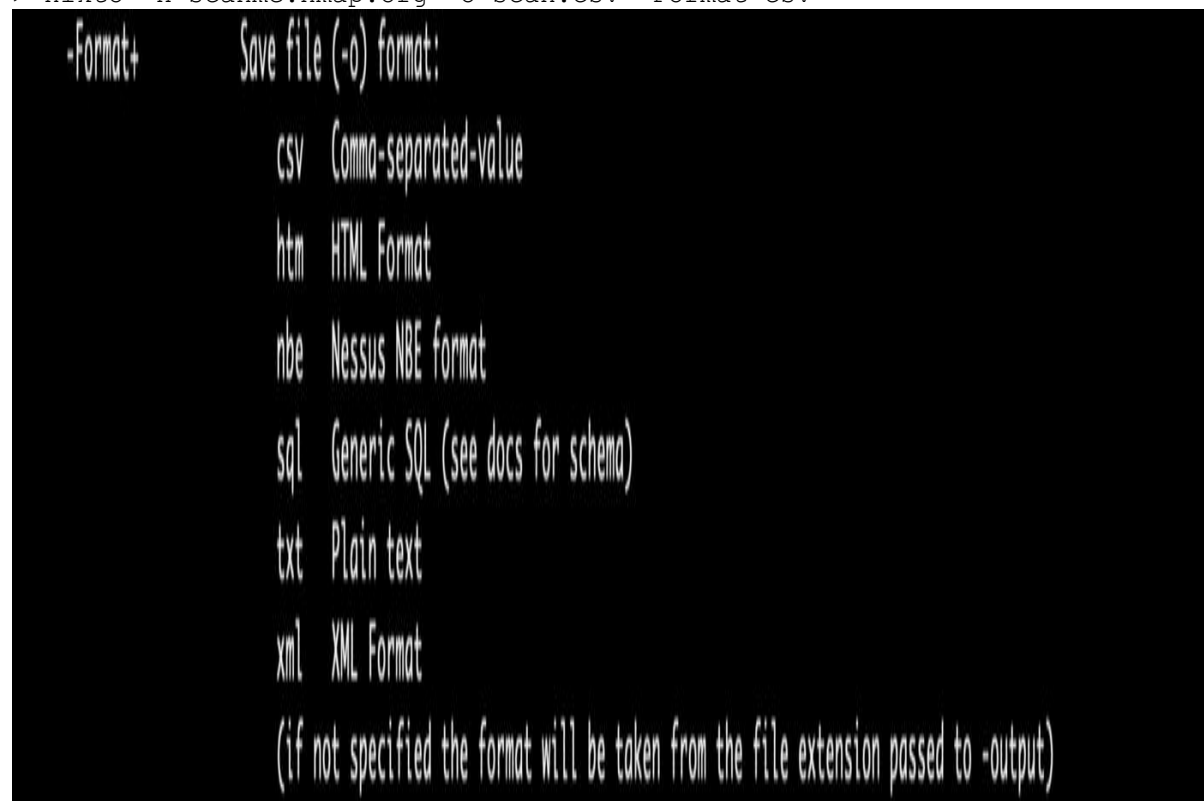 -Format+ Save file (-o) format:
csv Comma-separated-value
htm HTML Format
nbe Nessus NBE format
sql Generic SQL (see docs for schema)
txt Plain text
xml XML Format
(if not specified the format will be taken from the file extension passed to -output)